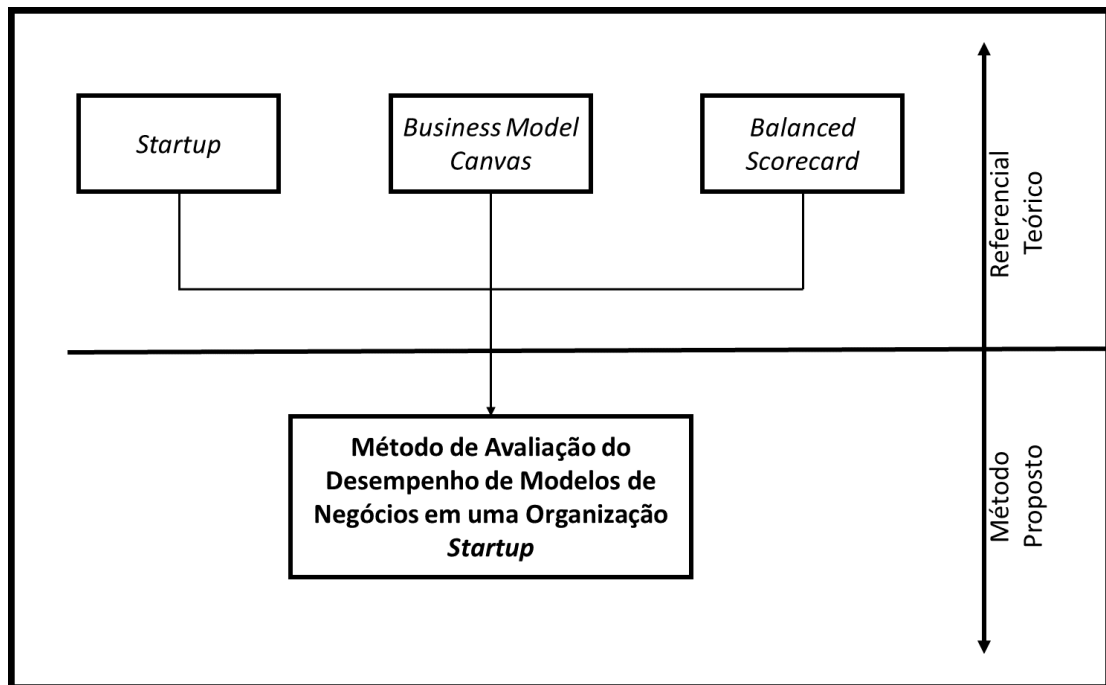 Startup
Business Model
Canvas
Balanced
Scorecard
Referencial
Teórico
Método de Avaliação do
Desempenho de Modelos de
Negócios em uma Organização
Startup
Método
Proposto